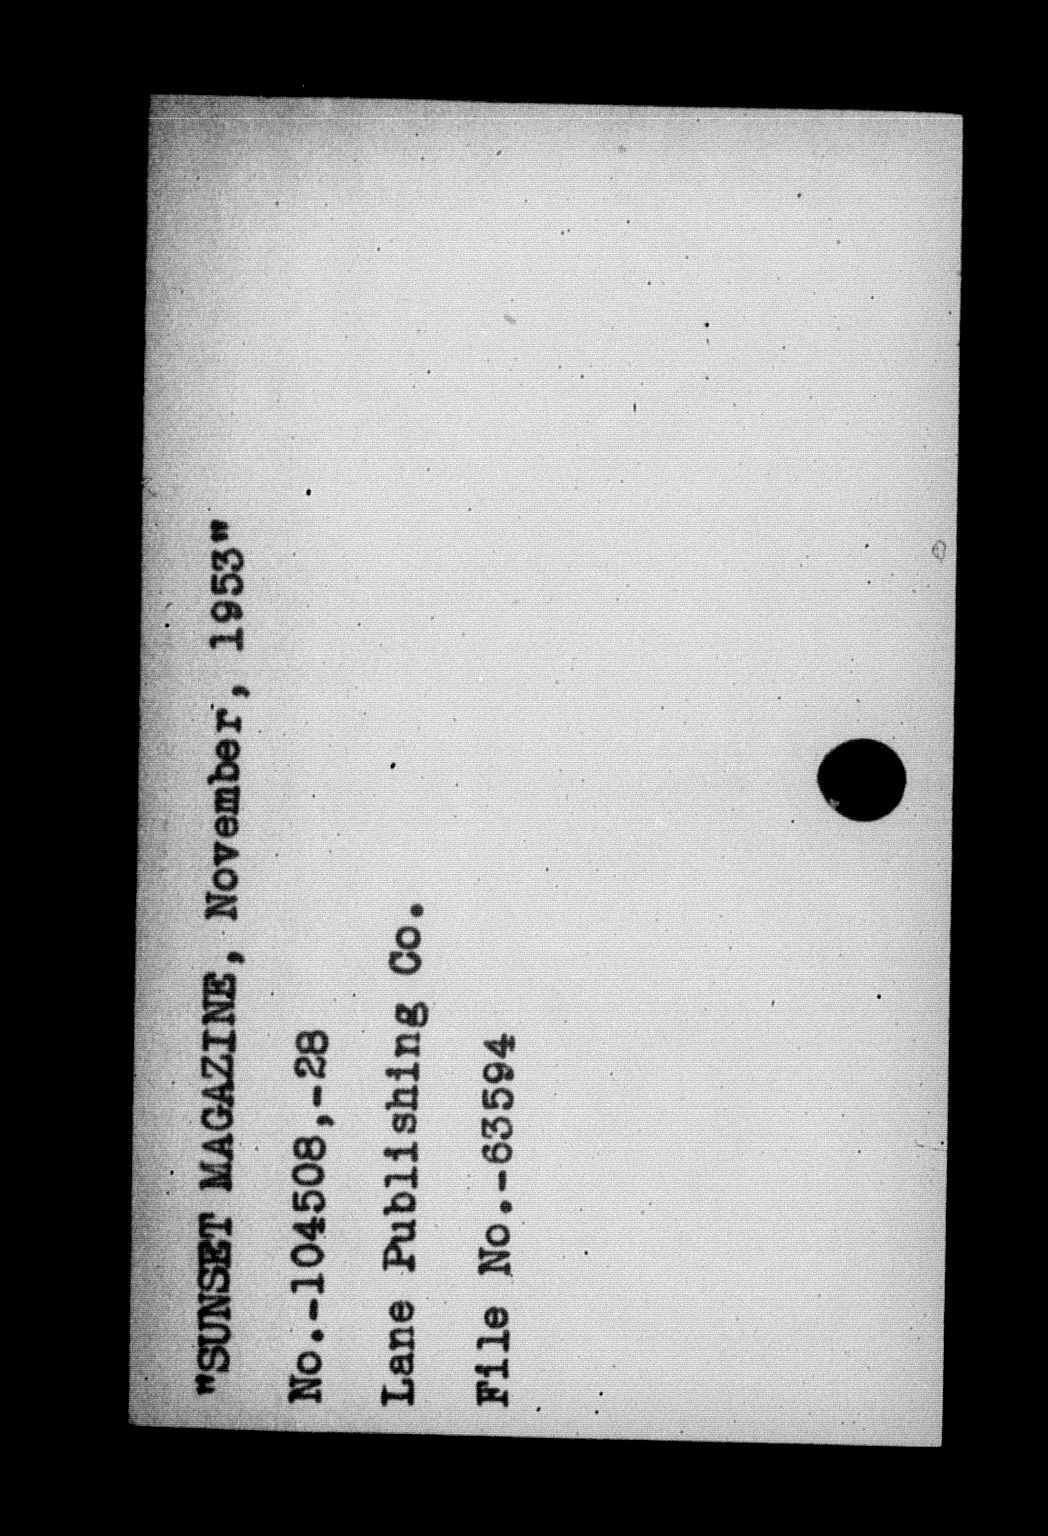 "SUNSET MAGAZINE, November, 1953"
No.-104508,-28
Lane Publishing Co.
File No.-63594